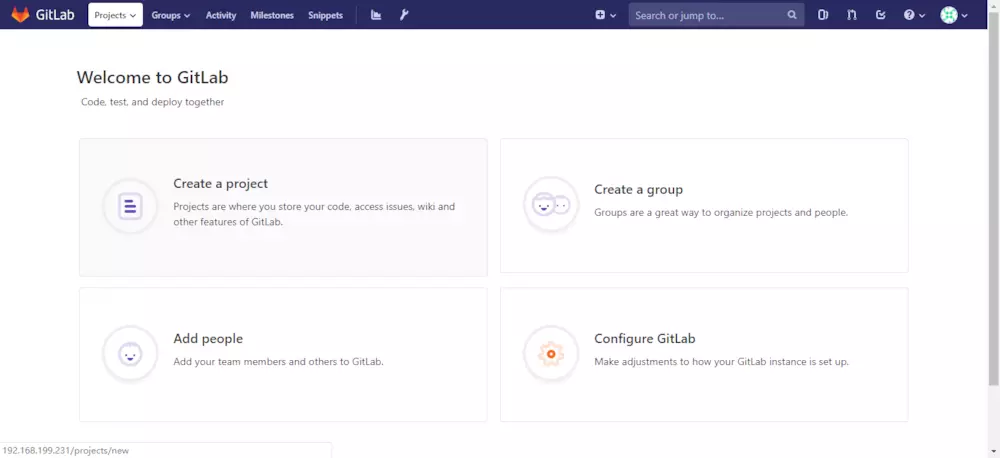 GitLab Projects Groups Activity Milestones Snippets Search or jump to...
Welcome to GitLab
Code, test, and deploy together
Create a project
Projects are where you store your code, access issues, wiki and
other features of GitLab.
Create a group
Groups are a great way to organize projects and people.
Add people
Add your team members and others to GitLab.
Configure GitLab
Make adjustments to how your GitLab instance is set up.
192.168.199.231/projects/new